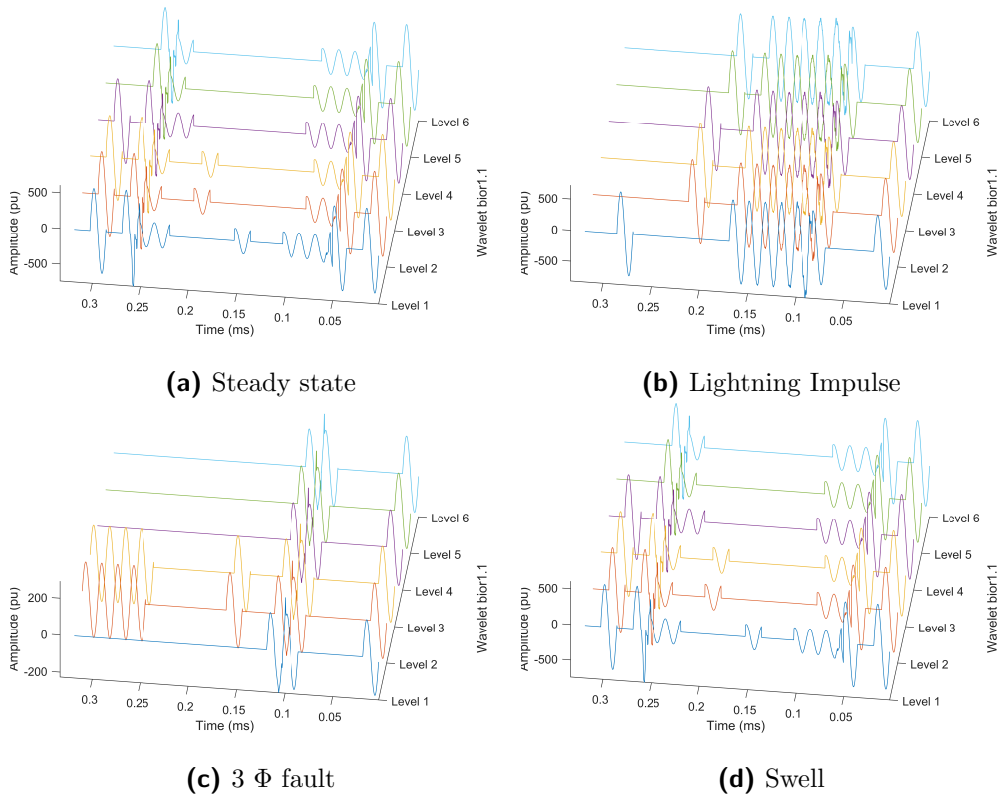 500
0
-500
Amplitude (pu)
0.3
0.25
0.2
0.15
0.1
0.05
Time (ms)
Level 6
Level 5
Level 4
Level 3
Level 2
Level 1
Wavelet bior1.1
(a) Steady state
500
0
-500
Amplitude (pu)
0.3
0.25
0.2
0.15
0.1
0.05
Time (ms)
Level 6
Level 5
Level 4
Level 3
Level 2
Level 1
Wavelet bior1.1
(b) Lightning Impulse
200
0
-200
Amplitude (pu)
0.3
0.25
0.2
0.15
0.1
0.05
Time (ms)
Level 6
Level 5
Level 4
Level 3
Level 2
Level 1
Wavelet bior1.1
(c) 3 Φ fault
500
0
-500
Amplitude (pu)
0.3
0.25
0.2
0.15
0.1
0.05
Time (ms)
Level 6
Level 5
Level 4
Level 3
Level 2
Level 1
Wavelet bior1.1
(d) Swell